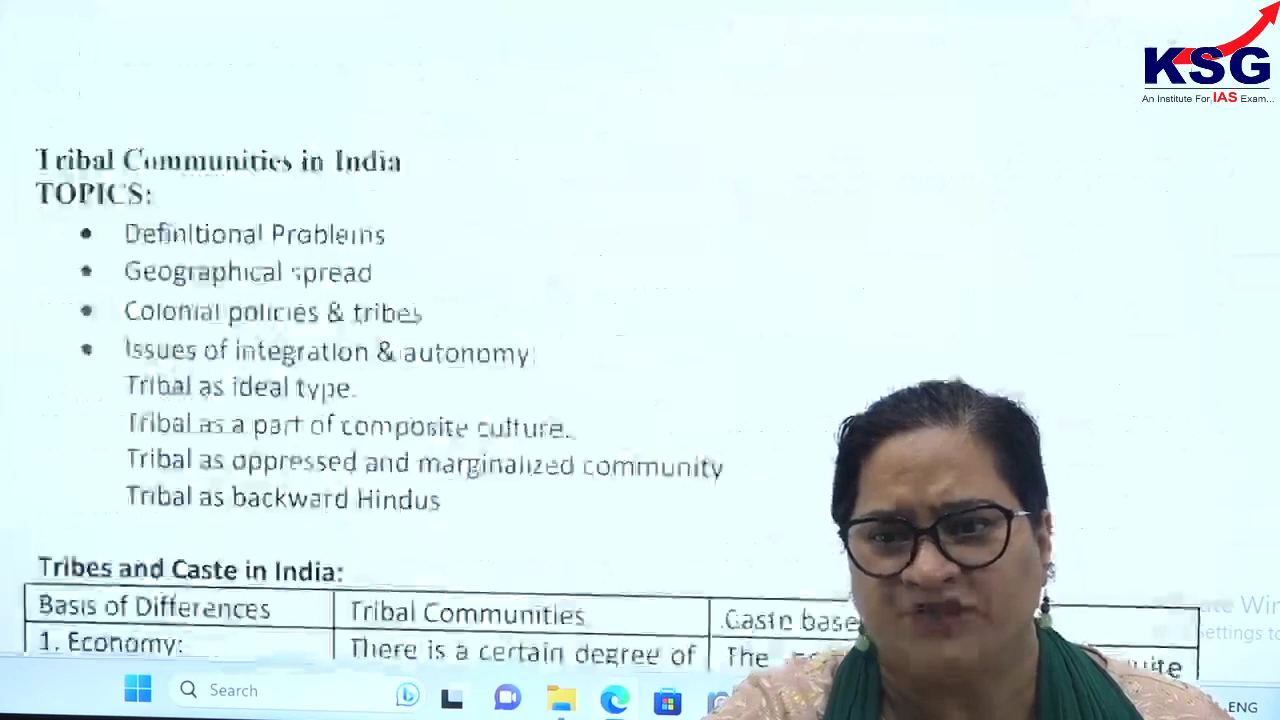 KSG
An Institute For IAS Exam...
Tribal Communities in India
TOPICS:
• Definitional Problems
• Geographical spread
• Colonial policies & tribes
• Issues of integration & autonomy
Tribal as ideal type.
Tribal as a part of composite culture.
Tribal as oppressed and marginalized community
Tribal as backward Hindus
Tribes and Caste in India:
Basis of Differences Tribal Communities Caste base
1. Economy: There is a certain degree of The
Search
ENG